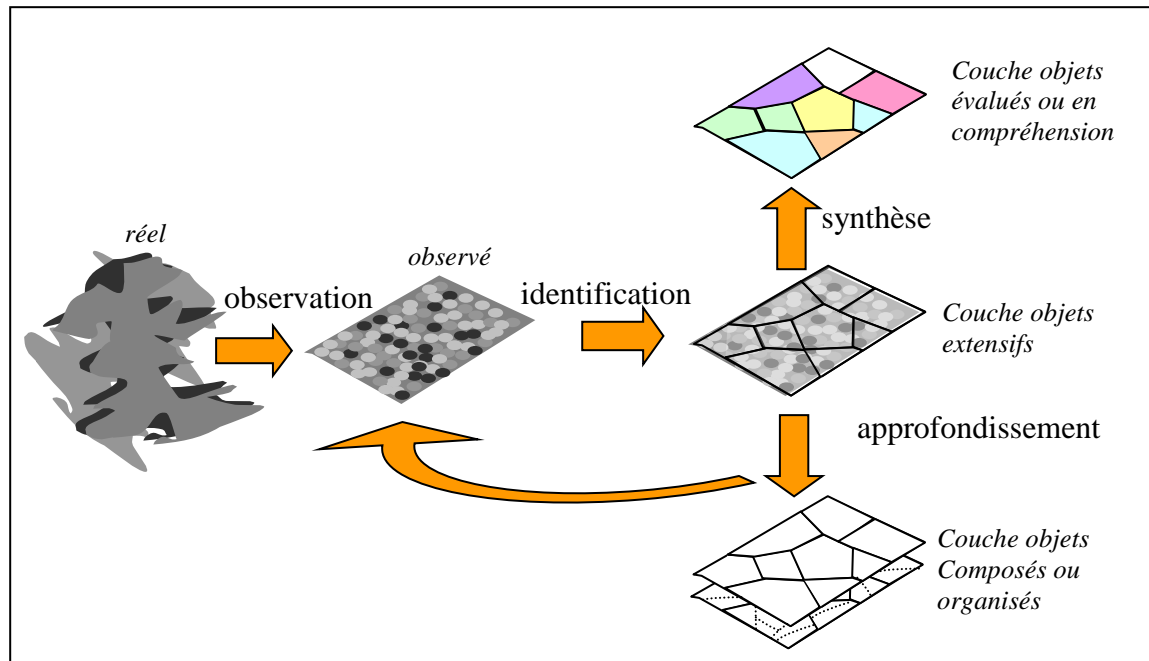 réel
observation
observé
identification
Couche objets
évalués ou en
compréhension
synthèse
Couche objets
extensifs
approfondissement
Couche objets
Composés ou
organisés